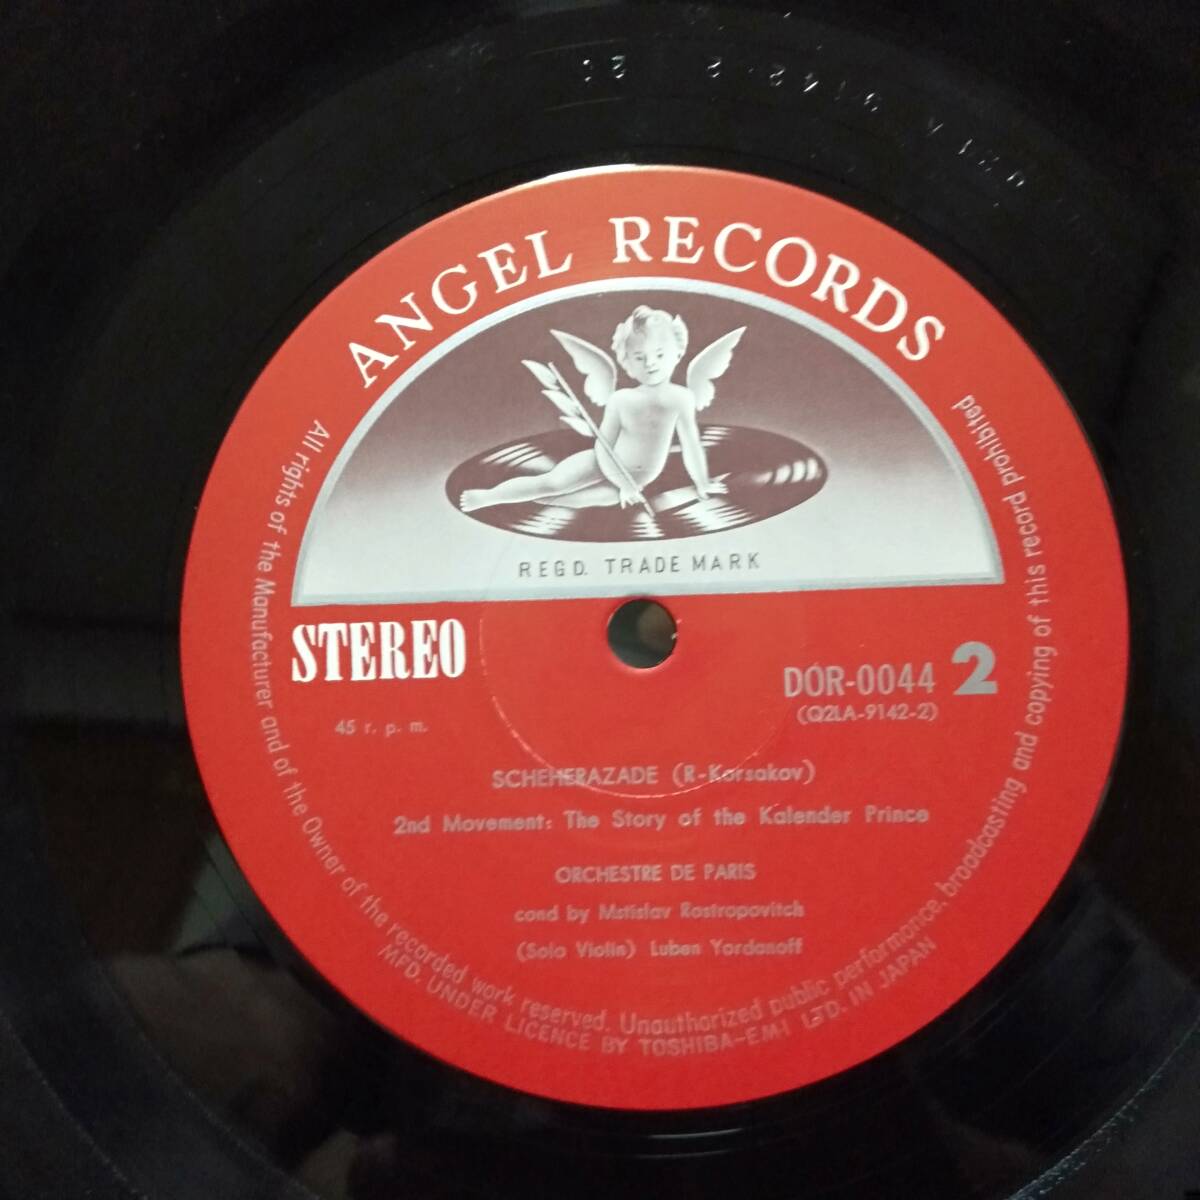 ANGEL RECORDS
REGD. TRADE MARK
STEREO
45 r. p. m.
DOR-0044 2
(Q2LA-9142-2)
SCHEHERAZADE (R-Korsakov)
2nd Movement: The Story of the Kalender Prince
ORCHESTRE DE PARIS
cond by Mstislav Rostropovitch
(Solo Violin) Luben Yordanoff
All rights of the Manufacturer and of the Owner of the recorded work reserved. Unauthorized public performance, broadcasting and copying of this record prohibited
MFD. UNDER LICENCE BY TOSHIBA-EMI LTD. IN JAPAN